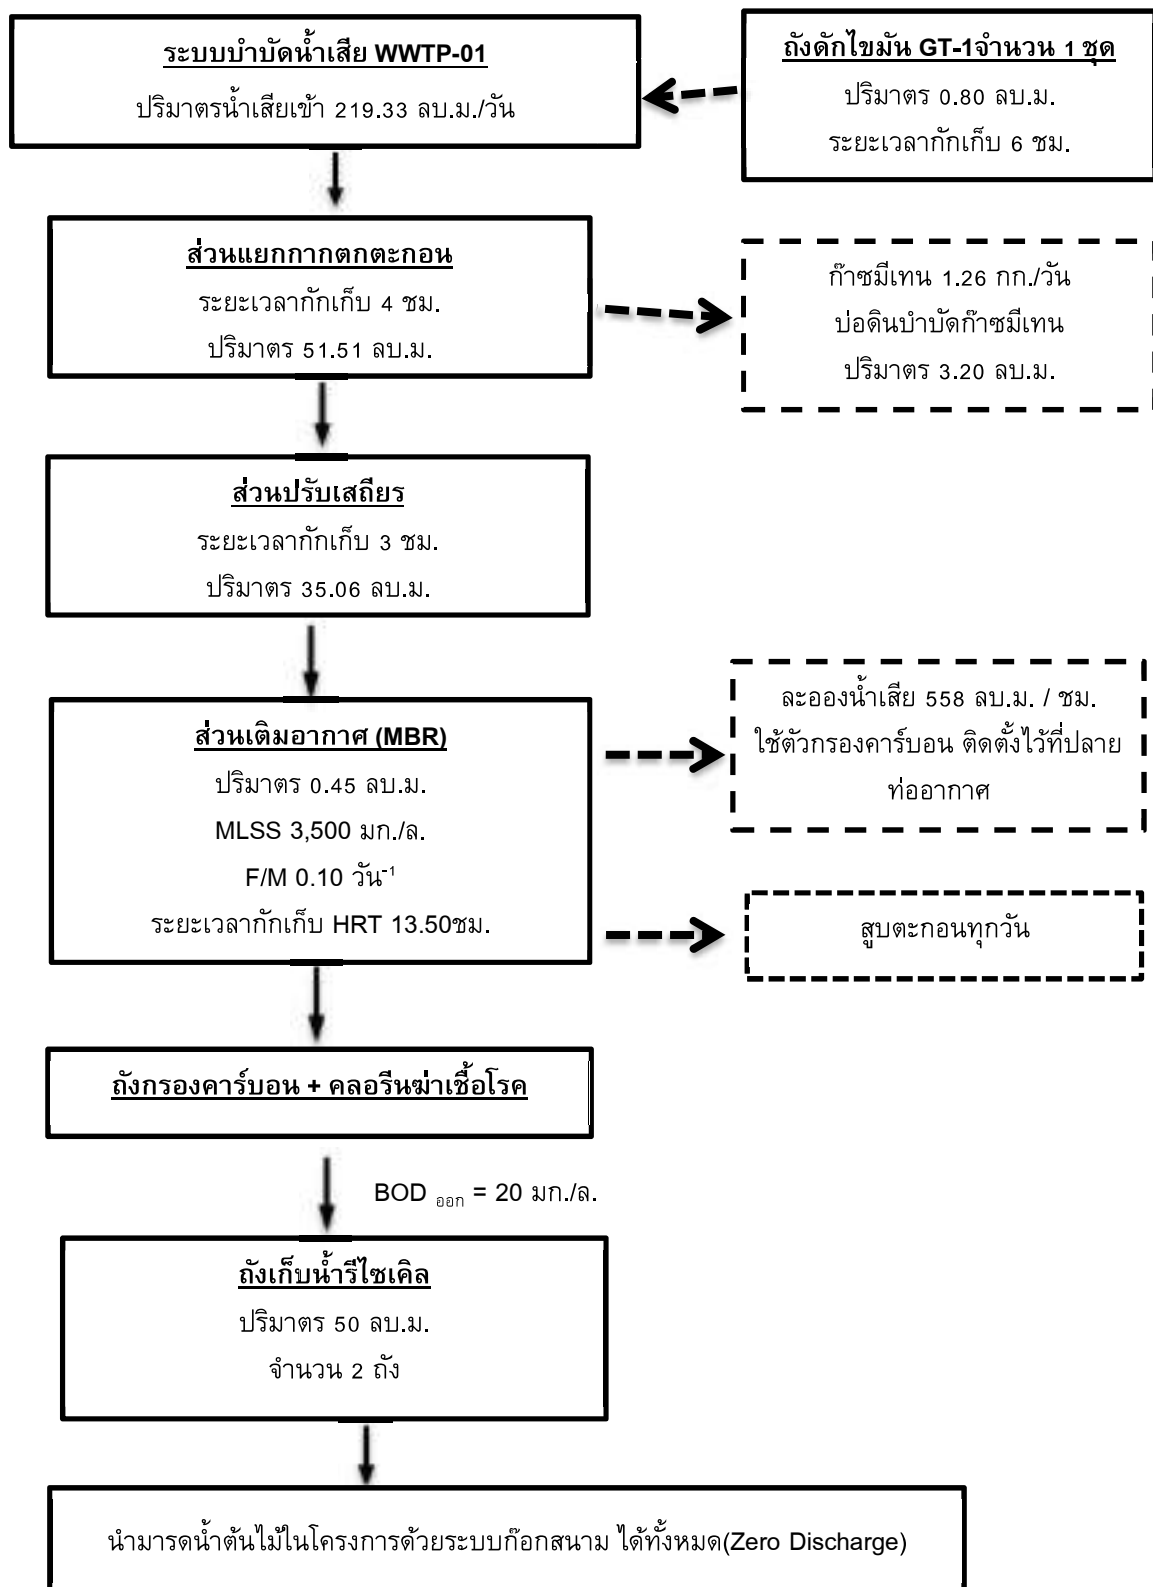 ระบบบำบัดน้ำเสีย WWTP-01
ปริมาตรน้ำเสียเข้า 219.33 ลบ.ม./วัน
ถังดักไขมัน GT-1จำนวน 1 ชุด
ปริมาตร 0.80 ลบ.ม.
ระยะเวลากักเก็บ 6 ชม.
ส่วนแยกกากตกตะกอน
ระยะเวลากักเก็บ 4 ชม.
ปริมาตร 51.51 ลบ.ม.
ก๊าซมีเทน 1.26 กก./วัน
บ่อดินบำบัดก๊าซมีเทน
ปริมาตร 3.20 ลบ.ม.
ส่วนปรับเสถียร
ระยะเวลากักเก็บ 3 ชม.
ปริมาตร 35.06 ลบ.ม.
ส่วนเติมอากาศ (MBR)
ปริมาตร 0.45 ลบ.ม.
MLSS 3,500 มก./ล.
F/M 0.10 วัน⁻¹
ระยะเวลากักเก็บ HRT 13.50ชม.
ละอองน้ำเสีย 558 ลบ.ม. / ชม.
ใช้ตัวกรองคาร์บอน ติดตั้งไว้ที่ปลาย
ท่ออากาศ
สูบตะกอนทุกวัน
ถังกรองคาร์บอน + คลอรีนฆ่าเชื้อโรค
BOD ออก = 20 มก./ล.
ถังเก็บน้ำรีไซเคิล
ปริมาตร 50 ลบ.ม.
จำนวน 2 ถัง
นำมารดน้ำต้นไม้ในโครงการด้วยระบบก๊อกสนาม ได้ทั้งหมด(Zero Discharge)